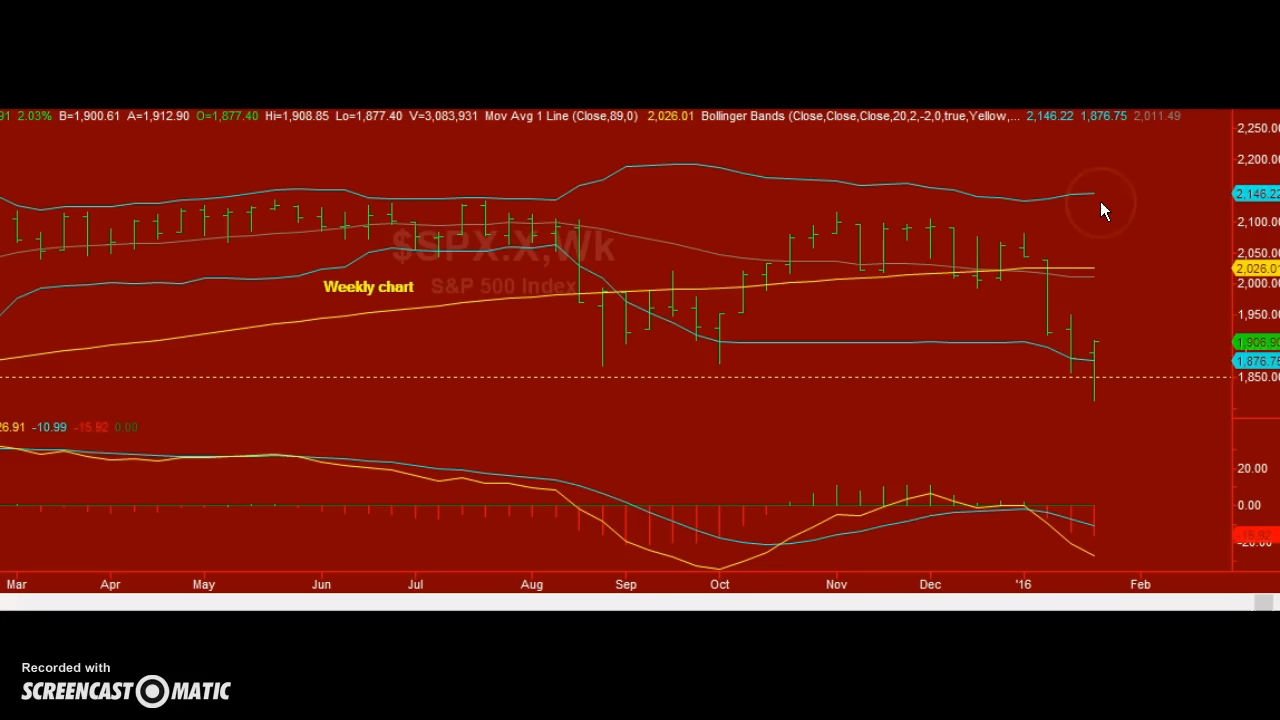 91 2.03% B=1,900.61 A=1,912.90 O=1,877.40 Hi=1,908.85 Lo=1,877.40 V=3,083,931 Mov Avg 1 Line (Close,89,0) 2,026.01 Bollinger Bands (Close,Close,Close,20,2,-2,0,true,Yellow,... 2,146.22 1,876.75 2,011.49
2,250.00
2,200.00
2,146.22
2,100.00
2,050.00
$SPX.X,Wk
2,026.01
2,000.00
Weekly chart S&P 500 Index
1,950.00
1,908.90
1,876.75
1,850.00
26.91 -10.99 -15.92 0.00
20.00
0.00
-15.92
-20.00
Mar Apr May Jun Jul Aug Sep Oct Nov Dec '16 Feb
Recorded with
SCREENCAST MATIC